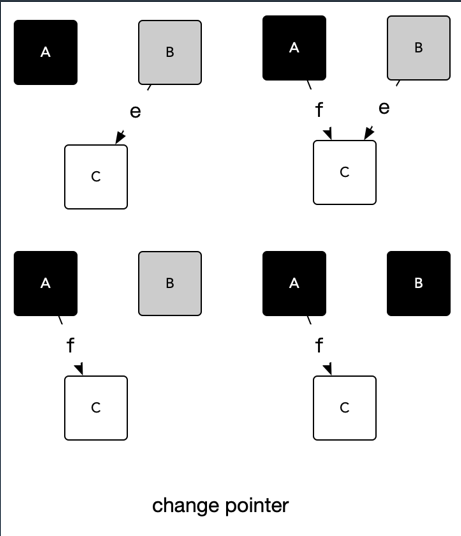 A B A B
e f e
C C
A B A B
f f
C C
change pointer